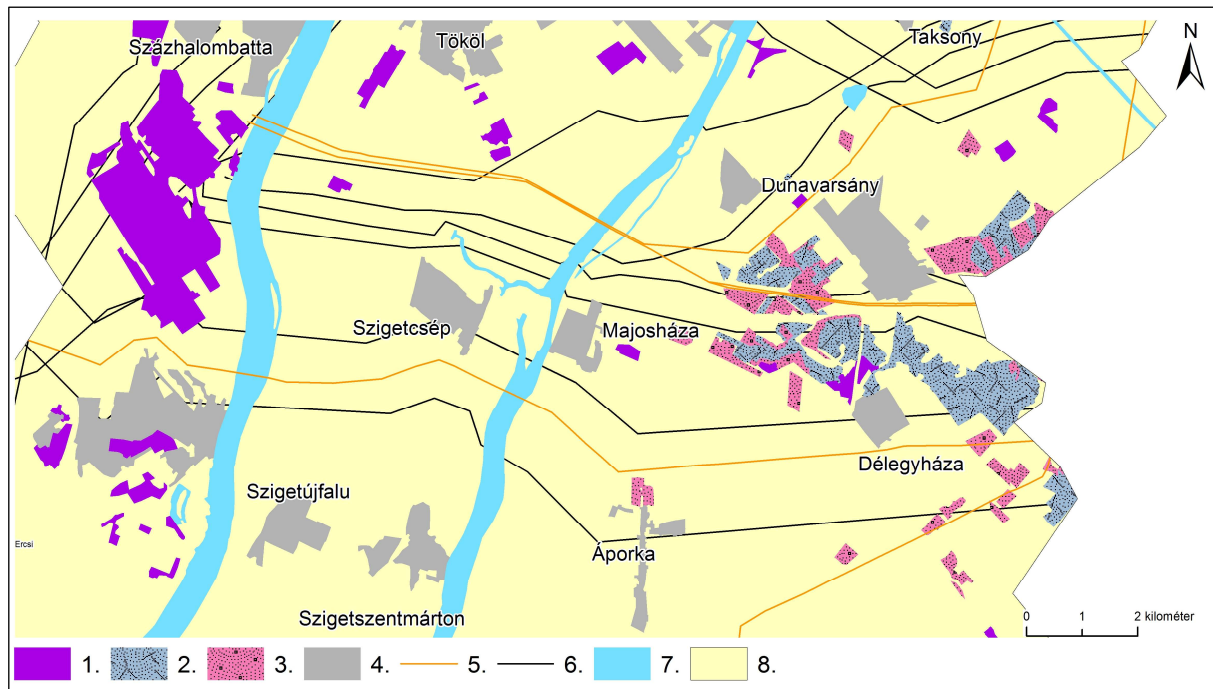 Százhalombatta
Tököl
Taksony
N
Dunavarsány
Szigetcsép
Majosháza
Délegyháza
Szigetújfalu
Ercsi
Áporka
Szigetszentmárton
0 1 2 kilométer
1. 2. 3. 4. 5. 6. 7. 8.